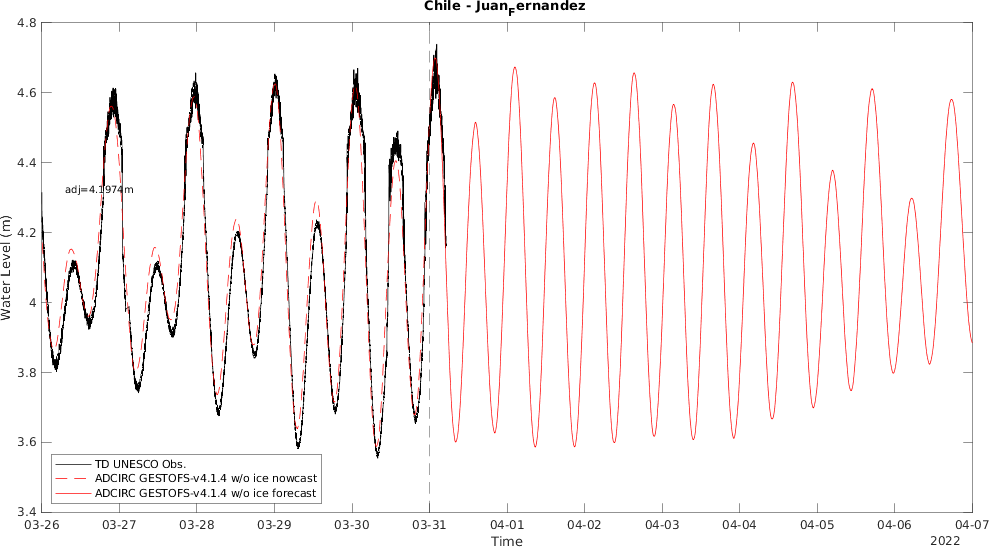 Chile - JuanFernandez
4.8
4.6
4.4
4.2
4
3.8
3.6
3.4
Water Level (m)
adj=4.1974m
TD UNESCO Obs.
ADCIRC GESTOFS-v4.1.4 w/o ice nowcast
ADCIRC GESTOFS-v4.1.4 w/o ice forecast
03-26 03-27 03-28 03-29 03-30 03-31 04-01 04-02 04-03 04-04 04-05 04-06 04-07
Time
2022